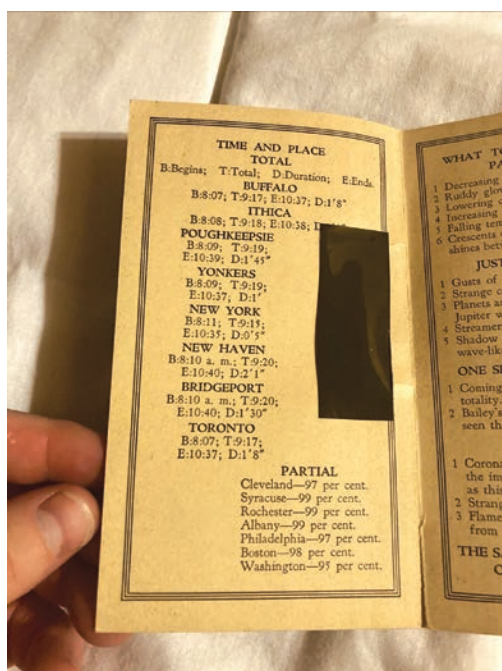 TIME AND PLACE
TOTAL
B:Begins; T:Total; D:Duration; E:Ends.
BUFFALO
B:8:07; T:9:17; E:10:37; D:1'8"
ITHICA
B:8:08; T:9:18; E:10:38;
POUGHKEEPSIE
B:8:09; T:9:19;
E:10:39; D:1'45"
YONKERS
B:8:09; T:9:19;
E:10:37; D:1'
NEW YORK
B:8:11; T:9:15;
E:10:35; D:0'5"
NEW HAVEN
B:8:10 a. m.; T:9:20;
E:10:40; D:2'1"
BRIDGEPORT
B:8:10 a. m.; T:9:20;
E:10:40; D:1'30"
TORONTO
B:8:07; T:9:17;
E:10:37; D:1'8"
PARTIAL
Cleveland—97 per cent.
Syracuse—99 per cent.
Rochester—99 per cent.
Albany—99 per cent.
Philadelphia—97 per cent.
Boston—98 per cent.
Washington—95 per cent.
WHAT
1 Decreasing
2 Ruddy
3 Lowering
4 Increasing
5 Falling
6 Crescents
shines
1 Gusts of
2 Strange
3 Planets
Jupiter
4
5 Shadow
ONE
1 Coming
totality.
2 Bailey's
seen
1
the
as
2
3
from
THE